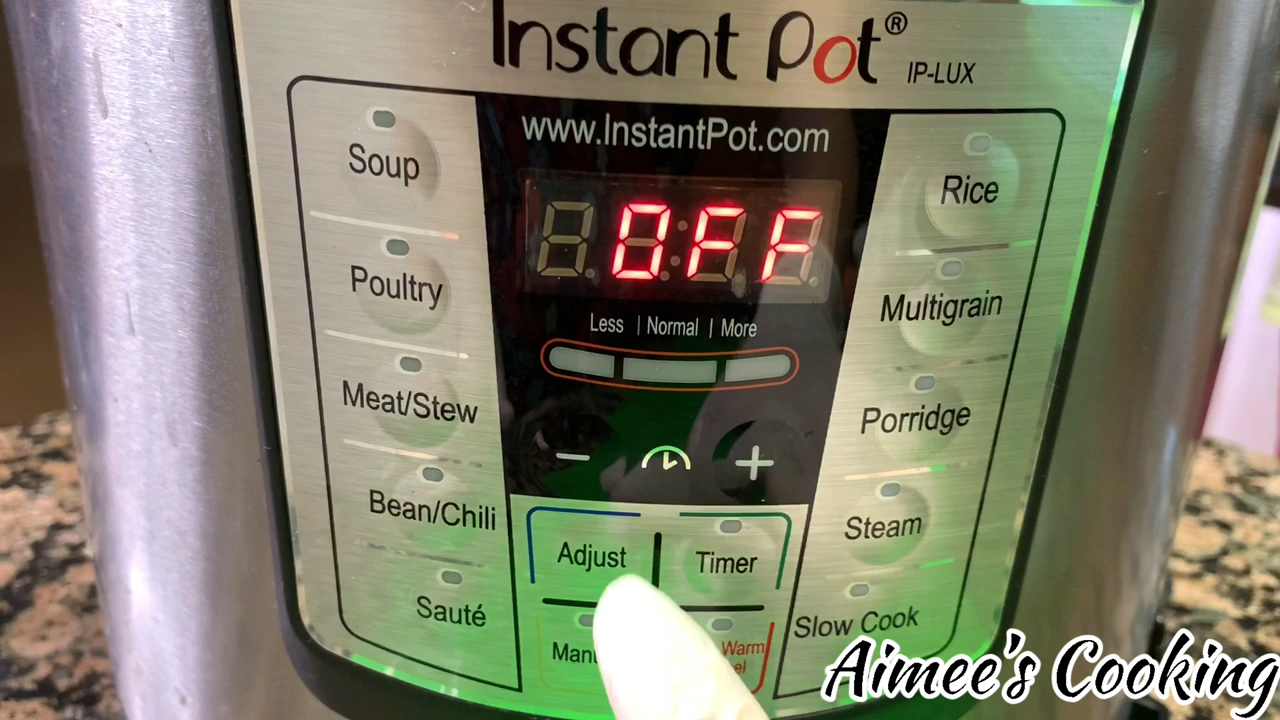 Instant Pot®
IP-LUX
www.InstantPot.com
OFF
Less | Normal | More
Soup
Poultry
Meat/Stew
Bean/Chili
Sauté
− +
Adjust
Timer
Warm
Rice
Multigrain
Porridge
Steam
Slow Cook
Aimee's Cooking